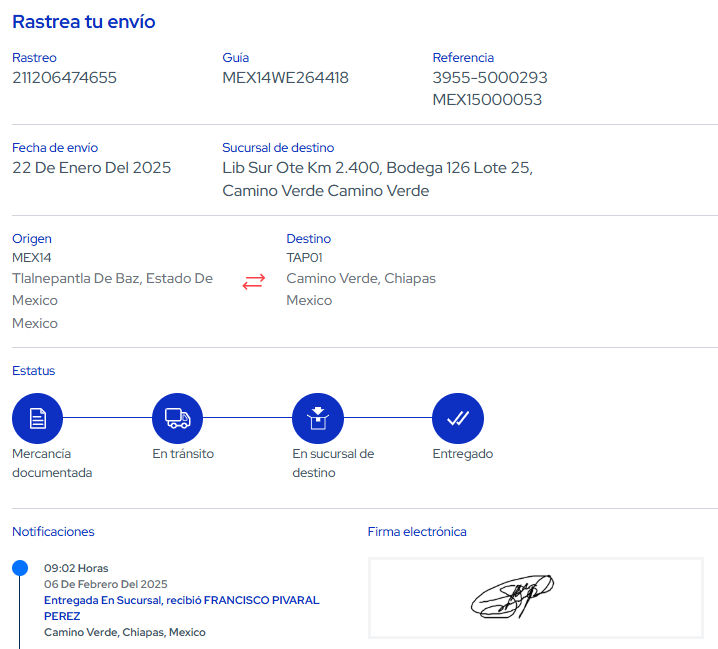 Rastrea tu envío
Rastreo
211206474655
Guía
MEX14WE264418
Referencia
3955-5000293
MEX15000053
Fecha de envío
22 De Enero Del 2025
Sucursal de destino
Lib Sur Ote Km 2.400, Bodega 126 Lote 25,
Camino Verde Camino Verde
Origen
MEX14
Tlalnepantla De Baz, Estado De
Mexico
Mexico
Destino
TAP01
Camino Verde, Chiapas
Mexico
Estatus
Mercancía
documentada
En tránsito
En sucursal de
destino
Entregado
Notificaciones
09:02 Horas
06 De Febrero Del 2025
Entregada En Sucursal, recibió FRANCISCO PIVARAL
PEREZ
Camino Verde, Chiapas, Mexico
Firma electrónica